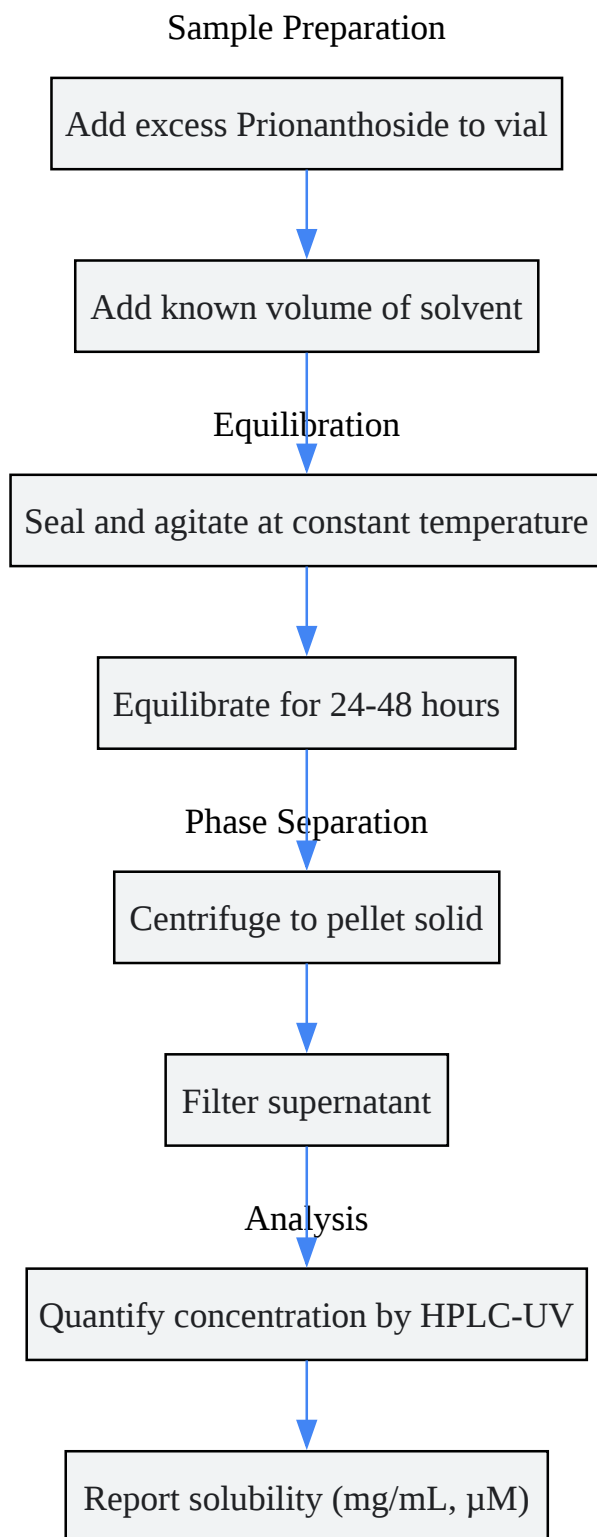 Sample Preparation
Add excess Prionanthoside to vial
Add known volume of solvent
Equilibration
Seal and agitate at constant temperature
Equilibrate for 24-48 hours
Phase Separation
Centrifuge to pellet solid
Filter supernatant
Analysis
Quantify concentration by HPLC-UV
Report solubility (mg/mL, µM)